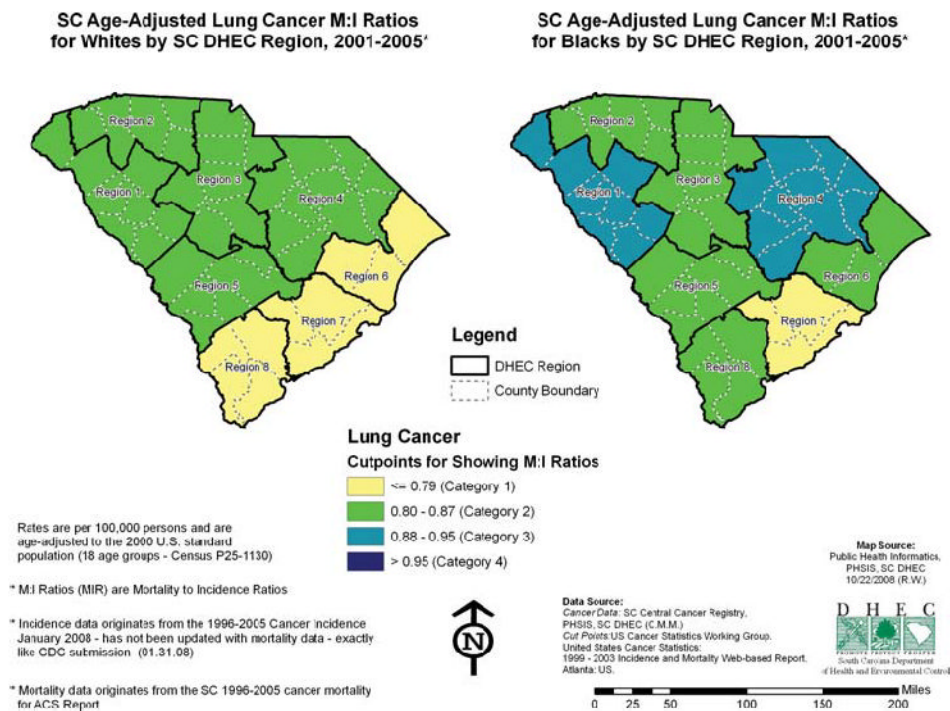 SC Age-Adjusted Lung Cancer M:I Ratios
for Whites by SC DHEC Region, 2001-2005*
SC Age-Adjusted Lung Cancer M:I Ratios
for Blacks by SC DHEC Region, 2001-2005*
Region 2
Region 3
Region 1
Region 4
Region 6
Region 5
Region 7
Region 8
Region 2
Region 3
Region 1
Region 4
Region 6
Region 5
Region 7
Region 8
Legend
DHEC Region
County Boundary
Lung Cancer
Cutpoints for Showing M:I Ratios
<= 0.79 (Category 1)
0.80 - 0.87 (Category 2)
0.88 - 0.95 (Category 3)
> 0.95 (Category 4)
Rates are per 100,000 persons and are
age-adjusted to the 2000 U.S. standard
population (18 age groups - Census P25-1130)
* M:I Ratios (MIR) are Mortality to Incidence Ratios
* Incidence data originates from the 1996-2005 Cancer Incidence
January 2008 - has not been updated with mortality data - exactly
like CDC submission (01.31.08)
* Mortality data originates from the SC 1996-2005 cancer mortality
for ACS Report
N
Data Source:
Cancer Data: SC Central Cancer Registry,
PHSIS, SC DHEC (C.M.M.)
Cut Points: US Cancer Statistics Working Group.
United States Cancer Statistics:
1999 - 2003 Incidence and Mortality Web-based Report.
Atlanta: US.
Map Source:
Public Health Informatics,
PHSIS, SC DHEC
10/22/2008 (R.W.)
D H E C
PROMOTE PROTECT PROSPER
South Carolina Department
of Health and Environmental Control
Miles
0 25 50 100 150 200